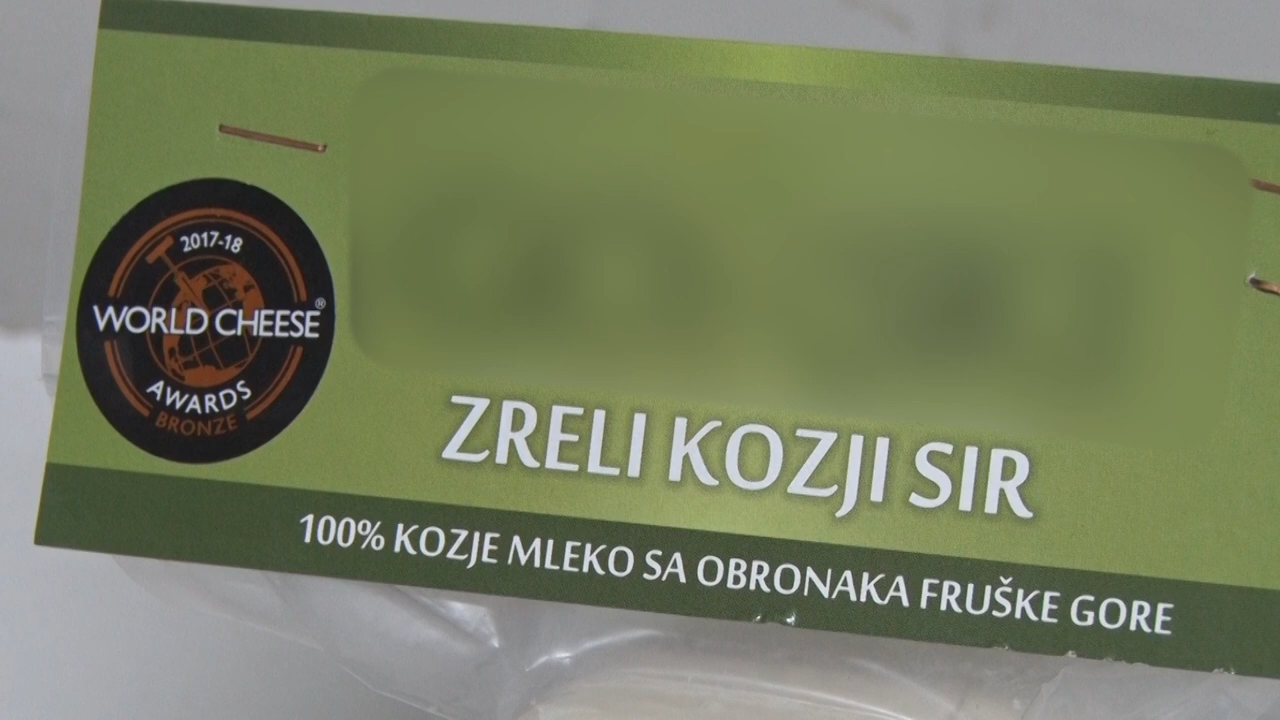 2017-18
WORLD CHEESE®
AWARDS
BRONZE
ZRELI KOZJI SIR
100% KOZJE MLEKO SA OBRONAKA FRUŠKE GORE